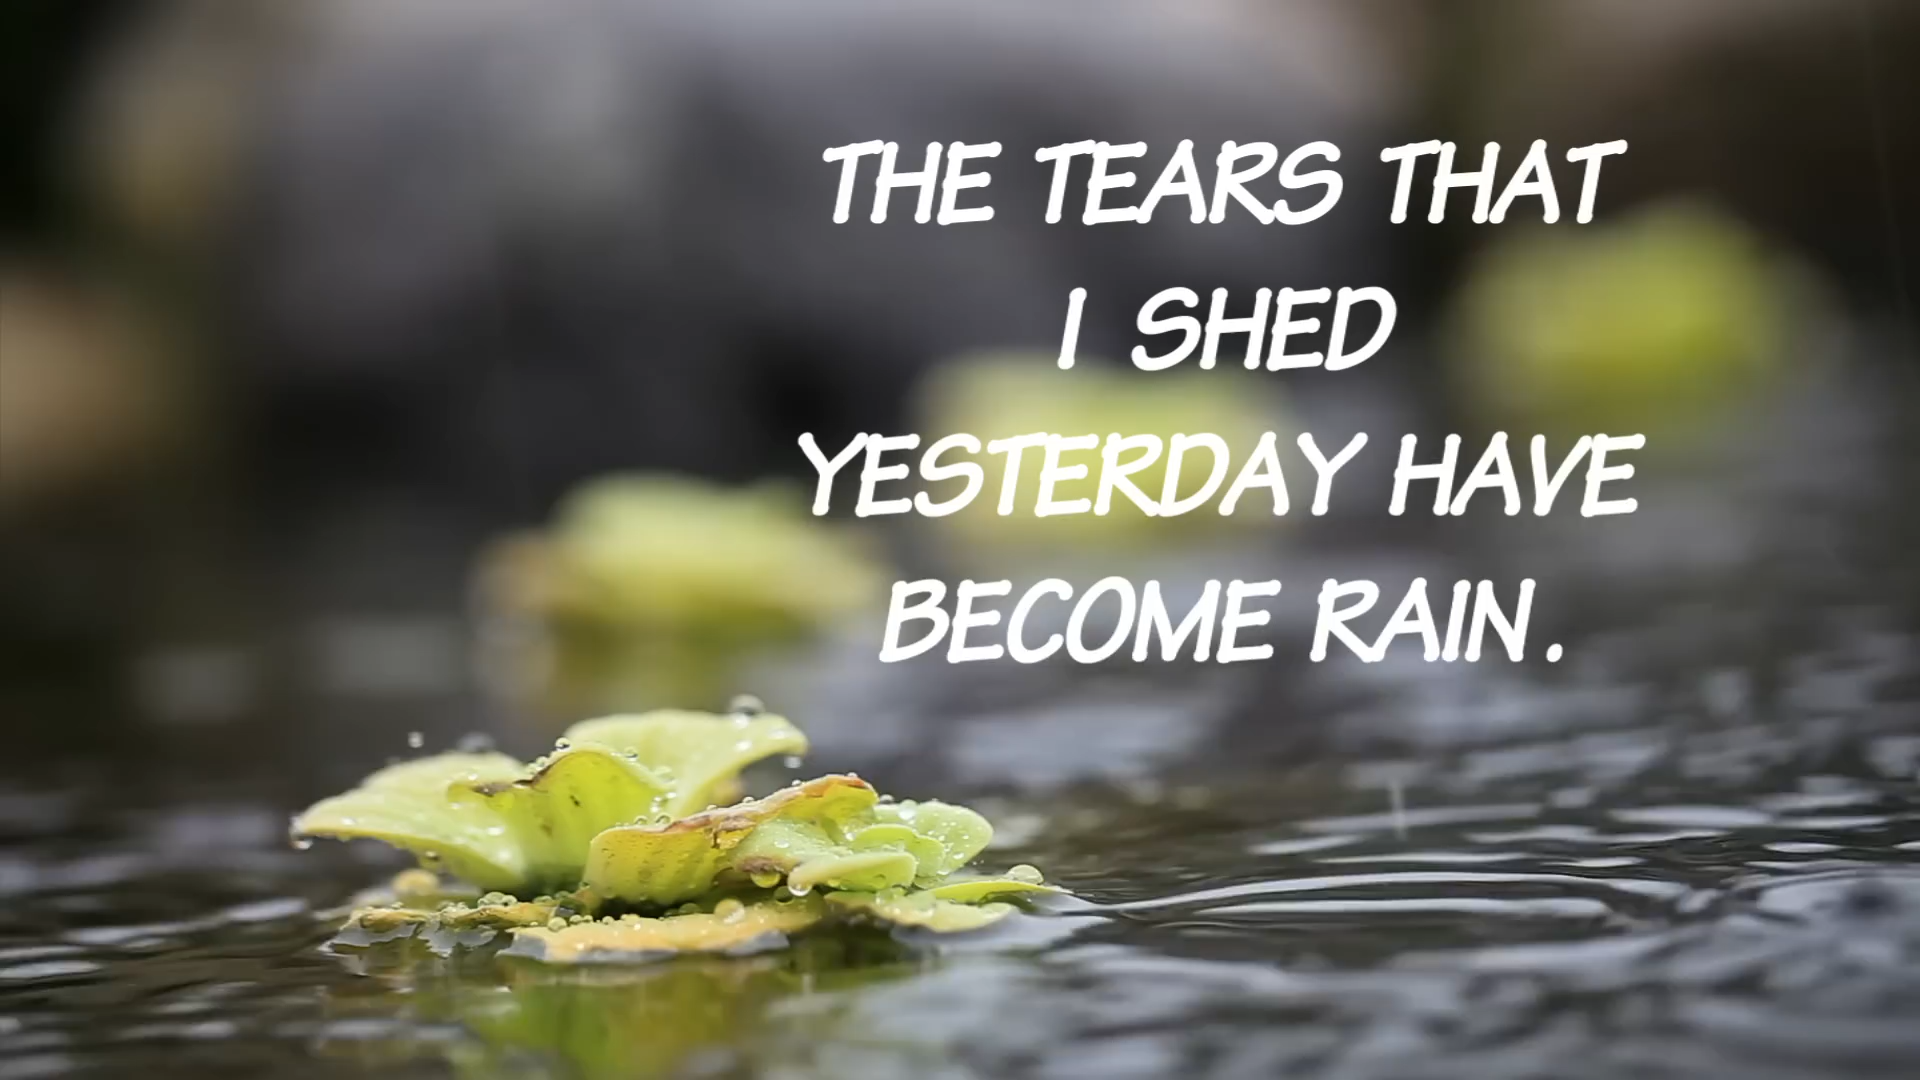 THE TEARS THAT
I SHED
YESTERDAY HAVE
BECOME RAIN.